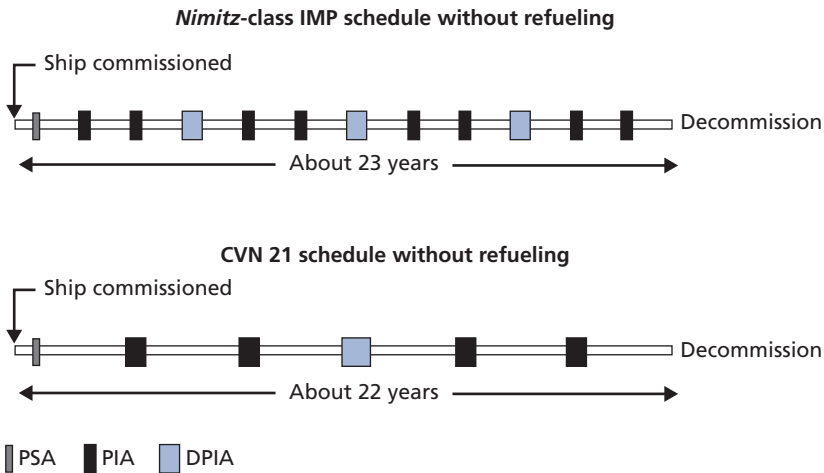 Nimitz-class IMP schedule without refueling
Ship commissioned
Decommission
About 23 years
CVN 21 schedule without refueling
Ship commissioned
Decommission
About 22 years
PSA PIA DPIA